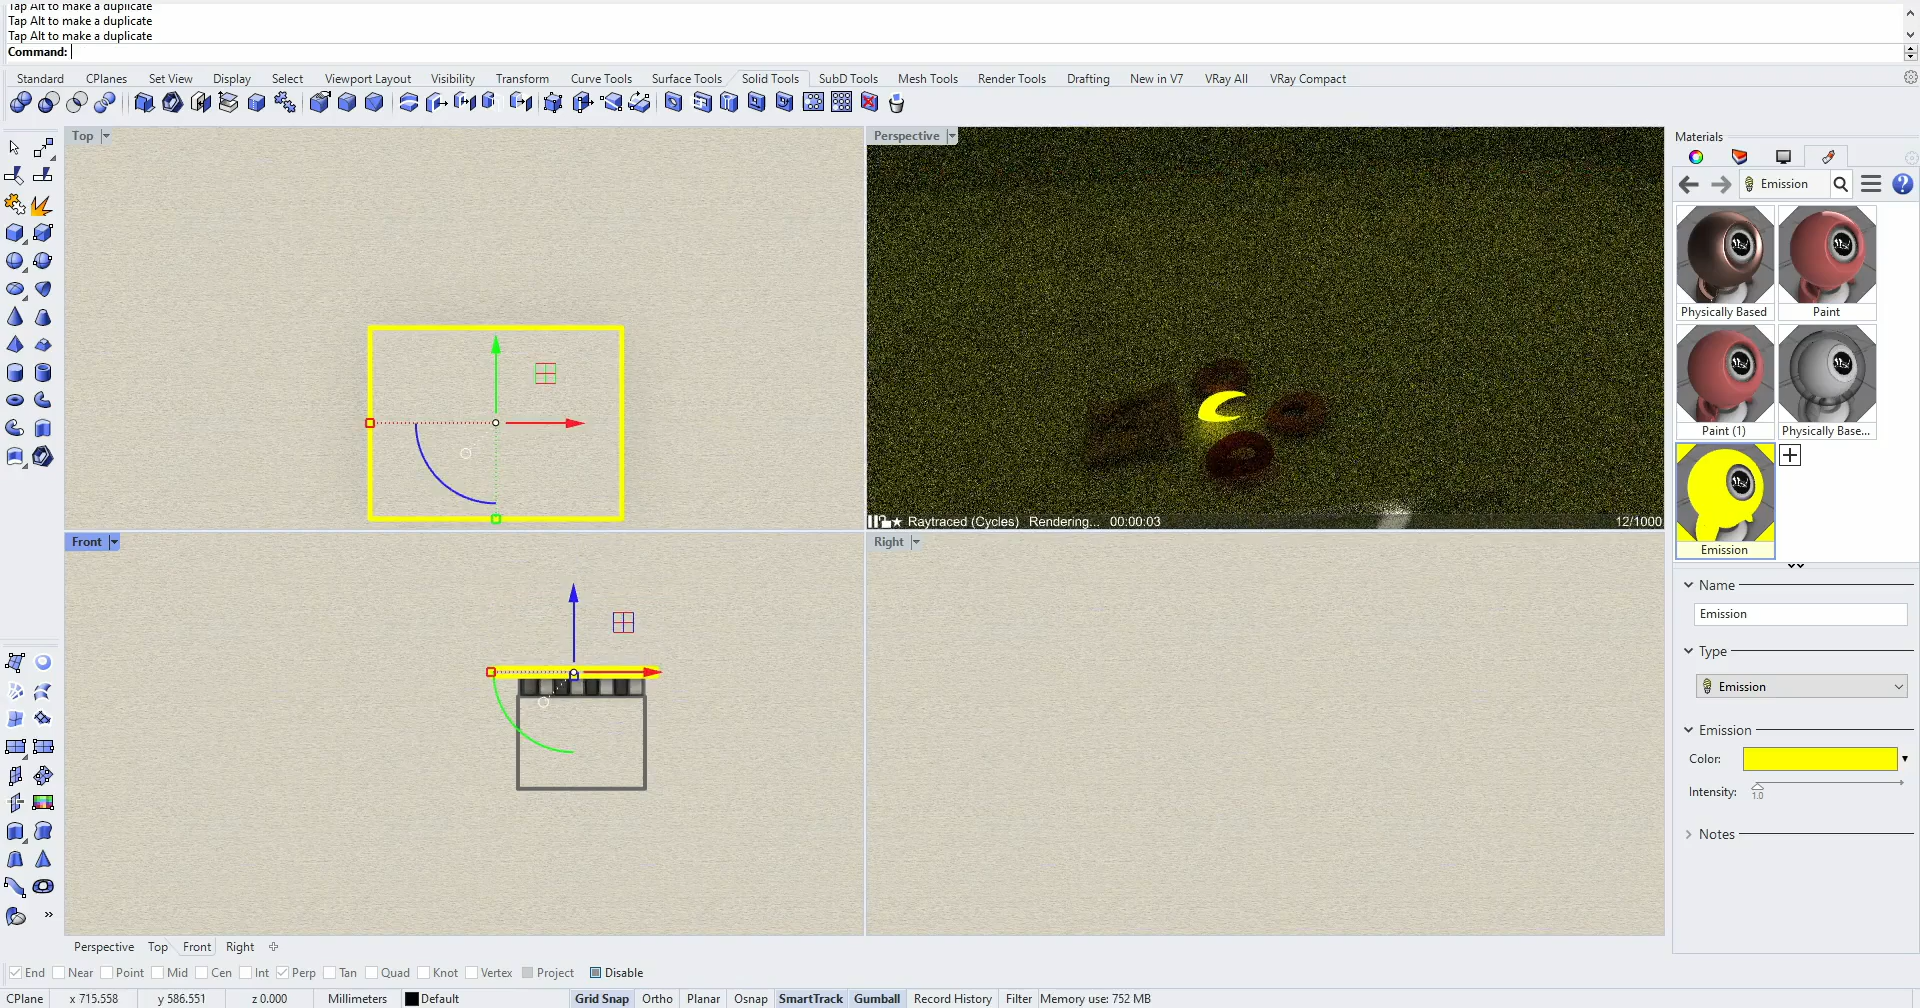 Tap Alt to make a duplicate
Tap Alt to make a duplicate
Tap Alt to make a duplicate
Command:
Standard CPlanes Set View Display Select Viewport Layout Visibility Transform Curve Tools Surface Tools Solid Tools SubD Tools Mesh Tools Render Tools Drafting New in V7 VRay All VRay Compact
Top
Perspective
Raytraced (Cycles) Rendering... 00:00:03 12/1000
Front
Right
Materials
Emission
Physically Based
Paint
Paint (1)
Physically Base...
Emission
Name
Emission
Type
Emission
Emission
Color:
Intensity:
1.0
Notes
Perspective Top Front Right
End Near Point Mid Cen Int Perp Tan Quad Knot Vertex Project Disable
CPlane x 715.558 y 586.551 z 0.000 Millimeters Default Grid Snap Ortho Planar Osnap SmartTrack Gumball Record History Filter Memory use: 752 MB